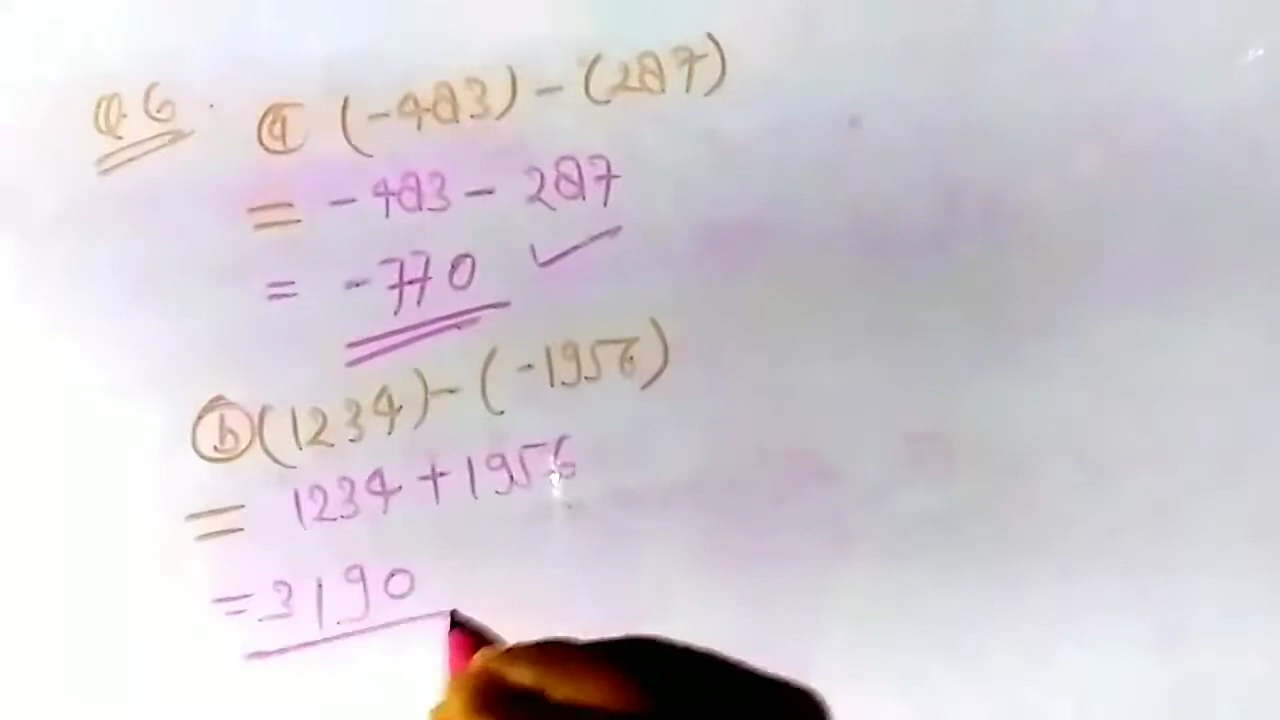 Q.6. ⓐ (-483) - (287)
= -483 - 287
= -770 ✓
ⓑ (1234) - (-1956)
= 1234 + 1956
= 3190